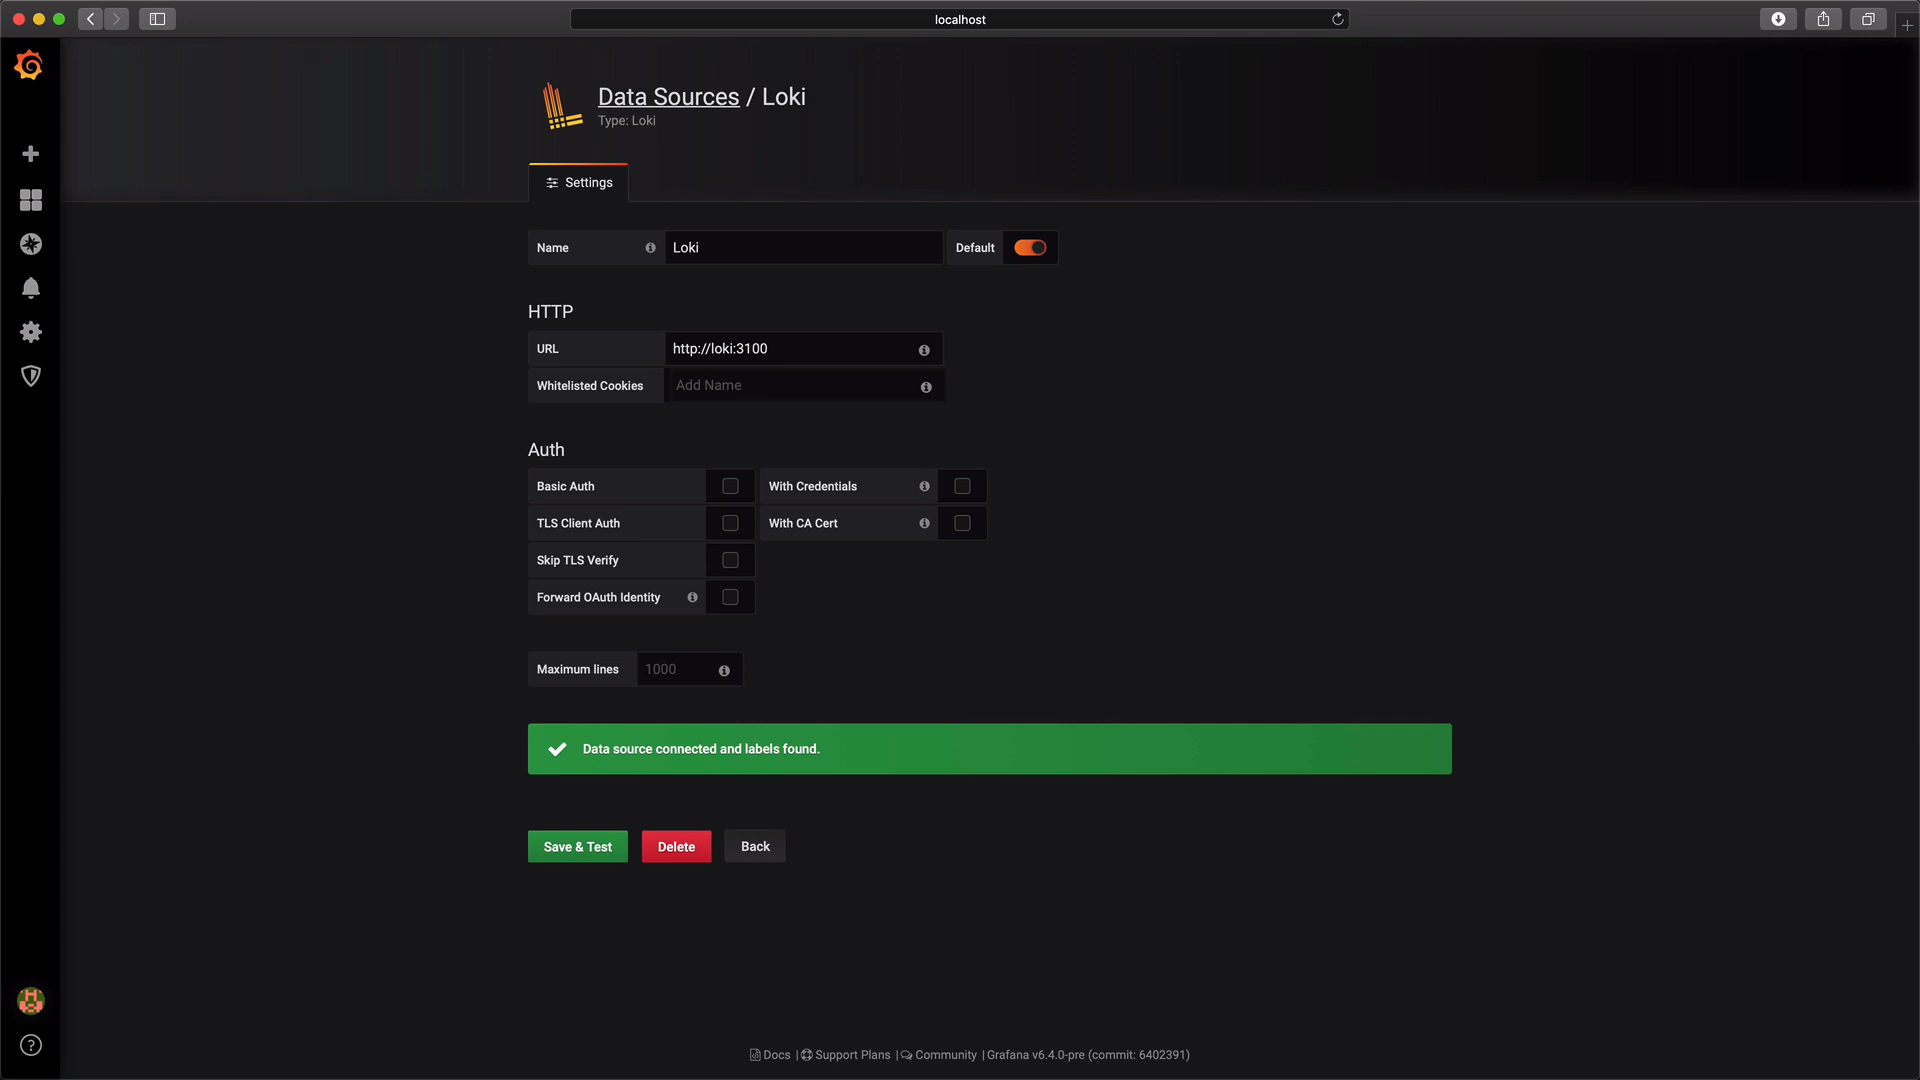 localhost
Data Sources / Loki
Type: Loki
Settings
Name
Loki
Default
HTTP
URL
http://loki:3100
Whitelisted Cookies
Add Name
Auth
Basic Auth
With Credentials
TLS Client Auth
With CA Cert
Skip TLS Verify
Forward OAuth Identity
Maximum lines
1000
Data source connected and labels found.
Save & Test
Delete
Back
Docs | Support Plans | Community | Grafana v6.4.0-pre (commit: 6402391)